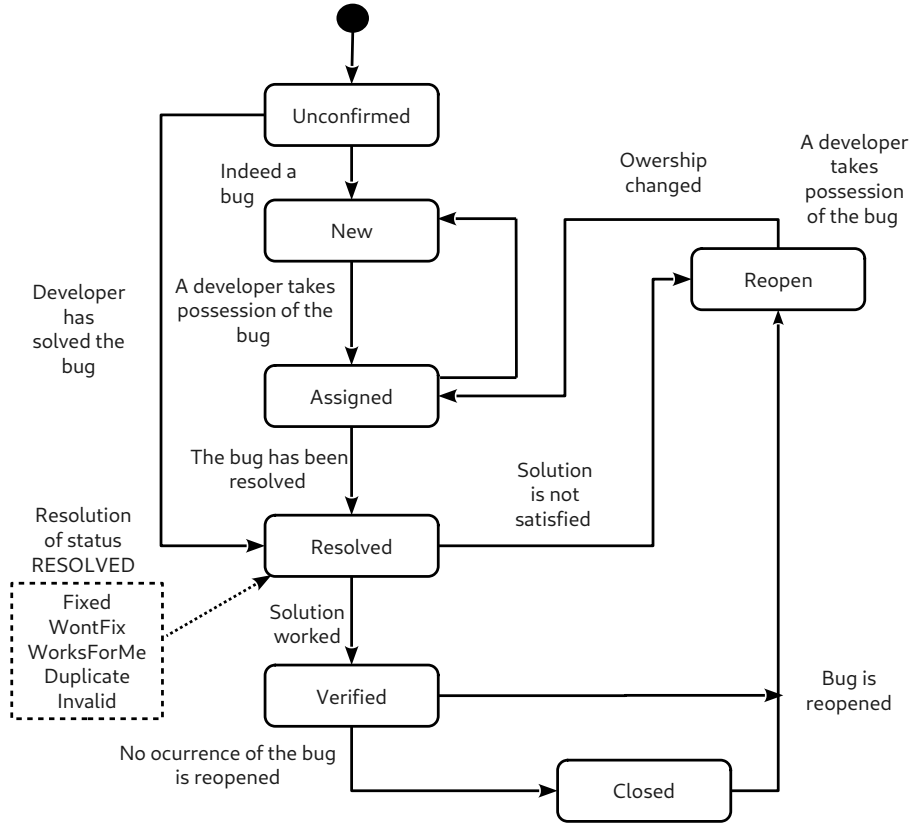 Unconfirmed
Indeed a
bug
New
Owership
changed
A developer
takes
possession
of the bug
Reopen
Developer
has
solved the
bug
A developer takes
possession of the
bug
Assigned
The bug has been
resolved
Solution
is not
satisfied
Resolution
of status
RESOLVED
Fixed
WontFix
WorksForMe
Duplicate
Invalid
Resolved
Solution
worked
Verified
Bug is
reopened
No ocurrence of the bug
is reopened
Closed